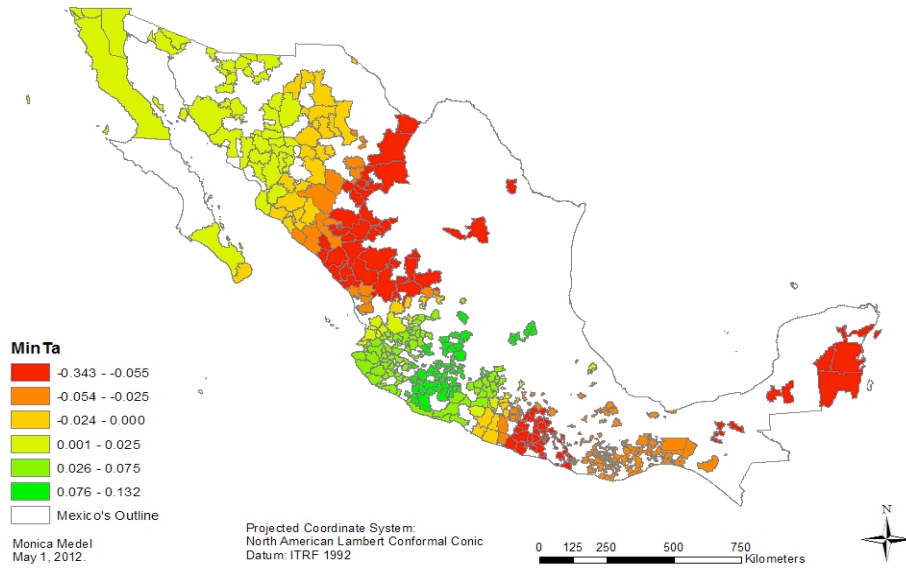 MinTa
-0.343 - -0.055
-0.054 - -0.025
-0.024 - 0.000
0.001 - 0.025
0.026 - 0.075
0.076 - 0.132
Mexico's Outline
Monica Medel
May 1, 2012.
Projected Coordinate System:
North American Lambert Conformal Conic
Datum: ITRF 1992
0 125 250 500 750
Kilometers
N